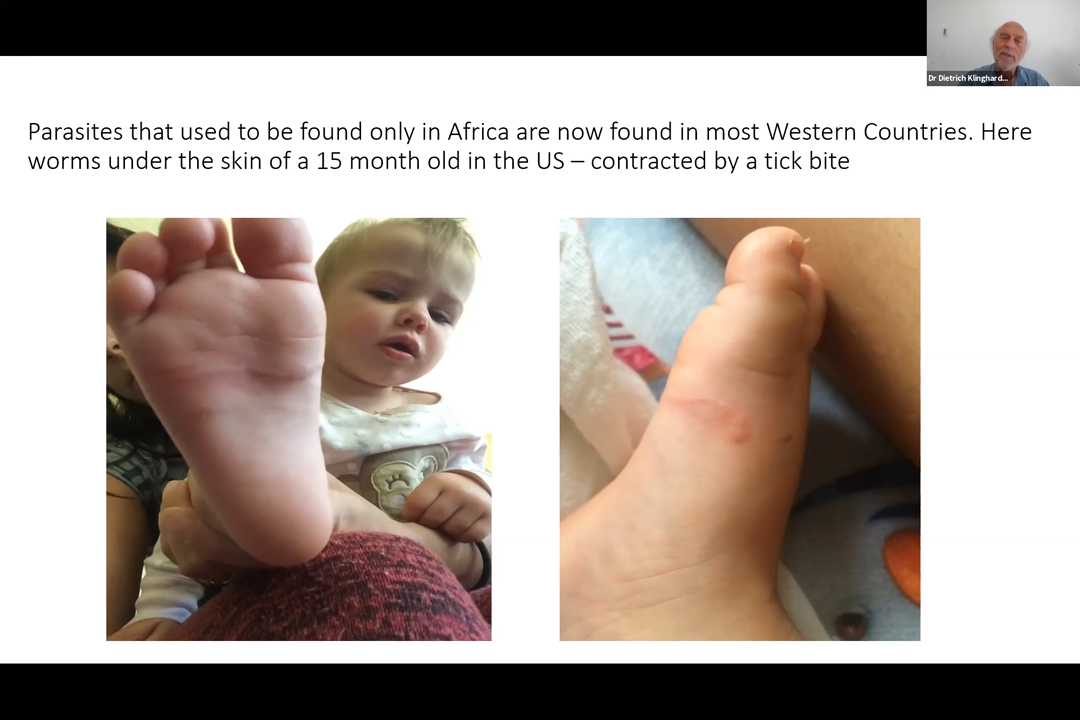 Dr Dietrich Klinghard...
Parasites that used to be found only in Africa are now found in most Western Countries. Here
worms under the skin of a 15 month old in the US – contracted by a tick bite